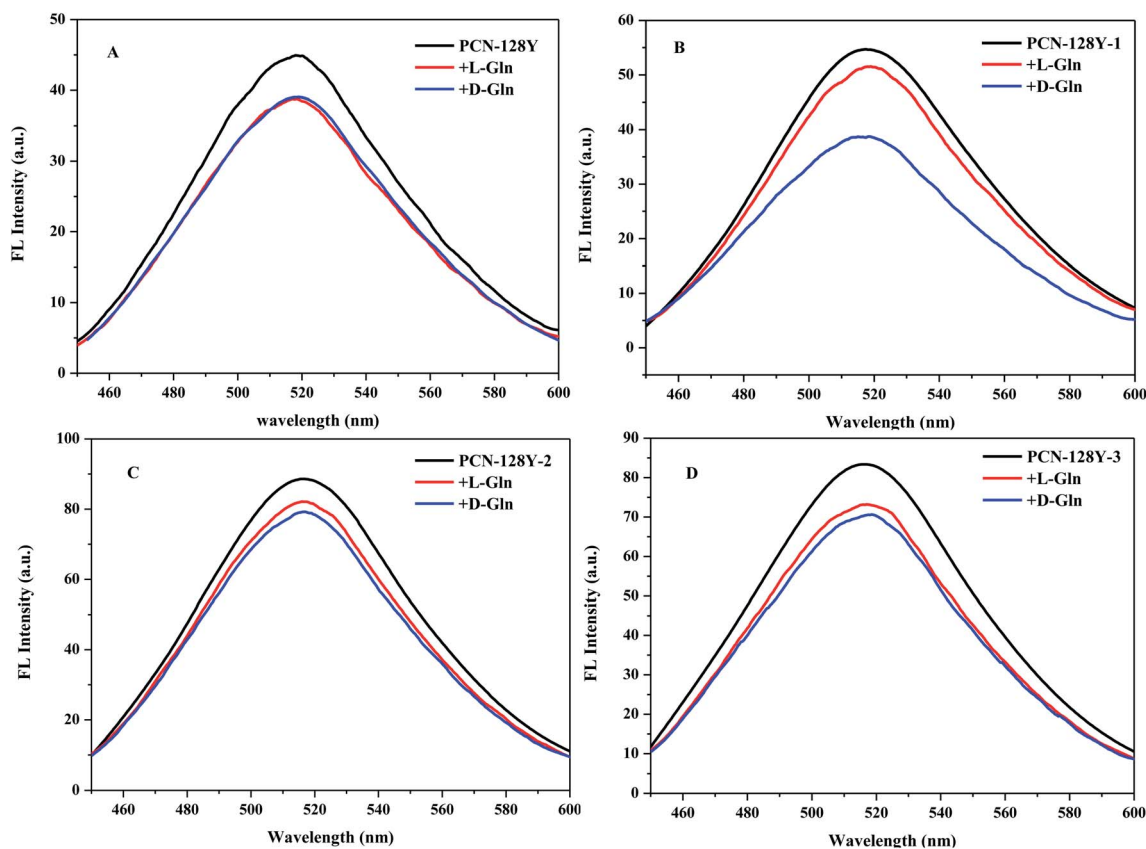 A
PCN-128Y
+L-Gln
+D-Gln
FL Intensity (a.u.)
50
40
30
20
10
0
460 480 500 520 540 560 580 600
wavelength (nm)
B
PCN-128Y-1
+L-Gln
+D-Gln
FL Intensity (a.u.)
60
50
40
30
20
10
0
460 480 500 520 540 560 580 600
Wavelength (nm)
C
PCN-128Y-2
+L-Gln
+D-Gln
FL Intensity (a.u.)
100
80
60
40
20
0
460 480 500 520 540 560 580 600
Wavelength (nm)
D
PCN-128Y-3
+L-Gln
+D-Gln
FL Intensity (a.u.)
90
80
70
60
50
40
30
20
10
0
460 480 500 520 540 560 580 600
Wavelength (nm)